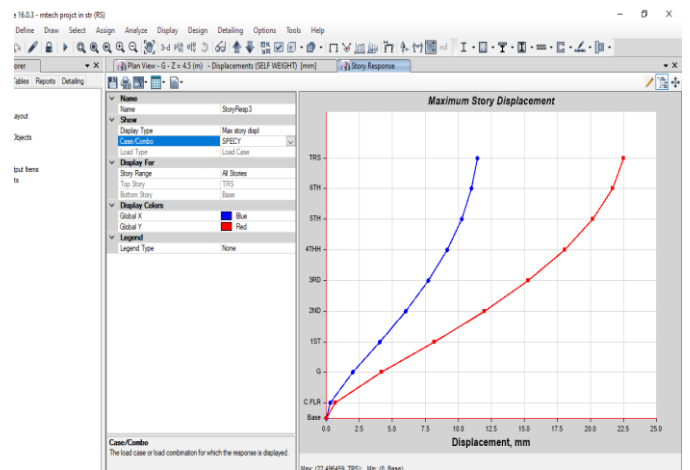 e 16.0.3 - mtech projct in str (RS)
Define Draw Select Assign Analyze Display Design Detailing Options Tools Help
3-d
nd
orer
Plan View - G - Z = 4.5 (m) - Displacements (SELF WEIGHT) [mm]
Story Response
Tables Reports Detailing
ayout
Objects
tput Items
ts
Name
Name StoryResp3
Show
Display Type Max story displ
Case/Combo SPECY
Load Type Load Case
Display For
Story Range All Stories
Top Story TRS
Bottom Story Base
Display Colors
Global X Blue
Global Y Red
Legend
Legend Type None
Case/Combo
The load case or load combination for which the response is displayed.
Maximum Story Displacement
TRS
6TH
5TH
4THH
3RD
2ND
1ST
G
C FLR
Base
0.0 2.5 5.0 7.5 10.0 12.5 15.0 17.5 20.0 22.5 25.0
Displacement, mm
Max: (22.496459, TRS); Min: (0, Base)